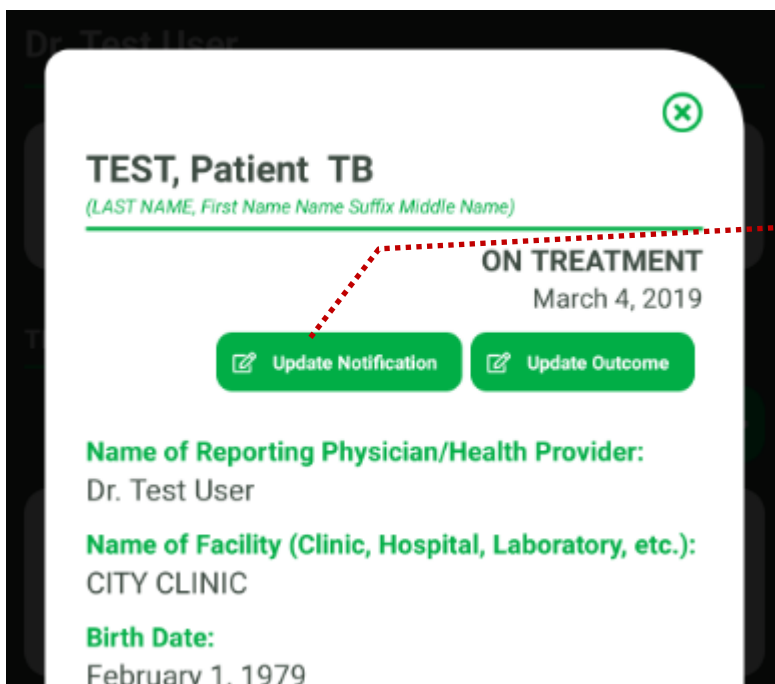 Dr. Test User
TEST, Patient TB
(LAST NAME, First Name Name Suffix Middle Name)
ON TREATMENT
March 4, 2019
Update Notification
Update Outcome
Name of Reporting Physician/Health Provider:
Dr. Test User
Name of Facility (Clinic, Hospital, Laboratory, etc.):
CITY CLINIC
Birth Date:
February 1, 1979